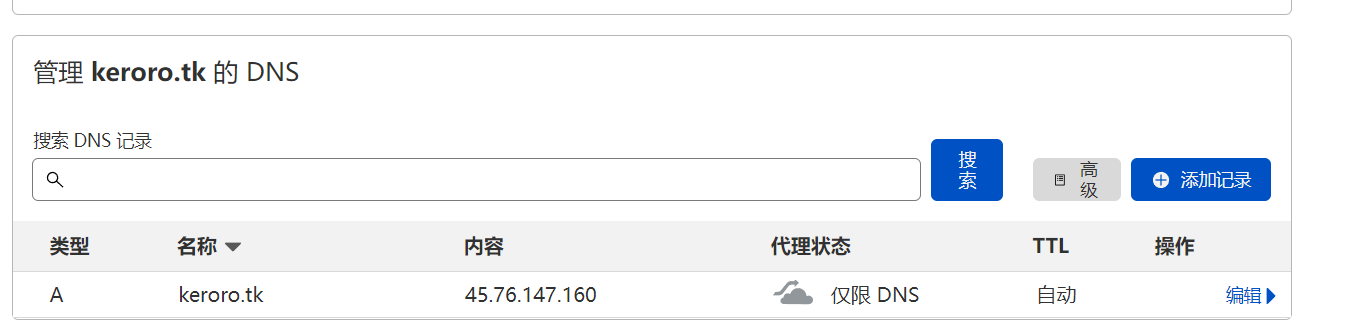 管理 keroro.tk 的 DNS
搜索 DNS 记录
搜
索
高
级
添加记录
类型 名称 内容 代理状态 TTL 操作
A keroro.tk 45.76.147.160 仅限 DNS 自动 编辑